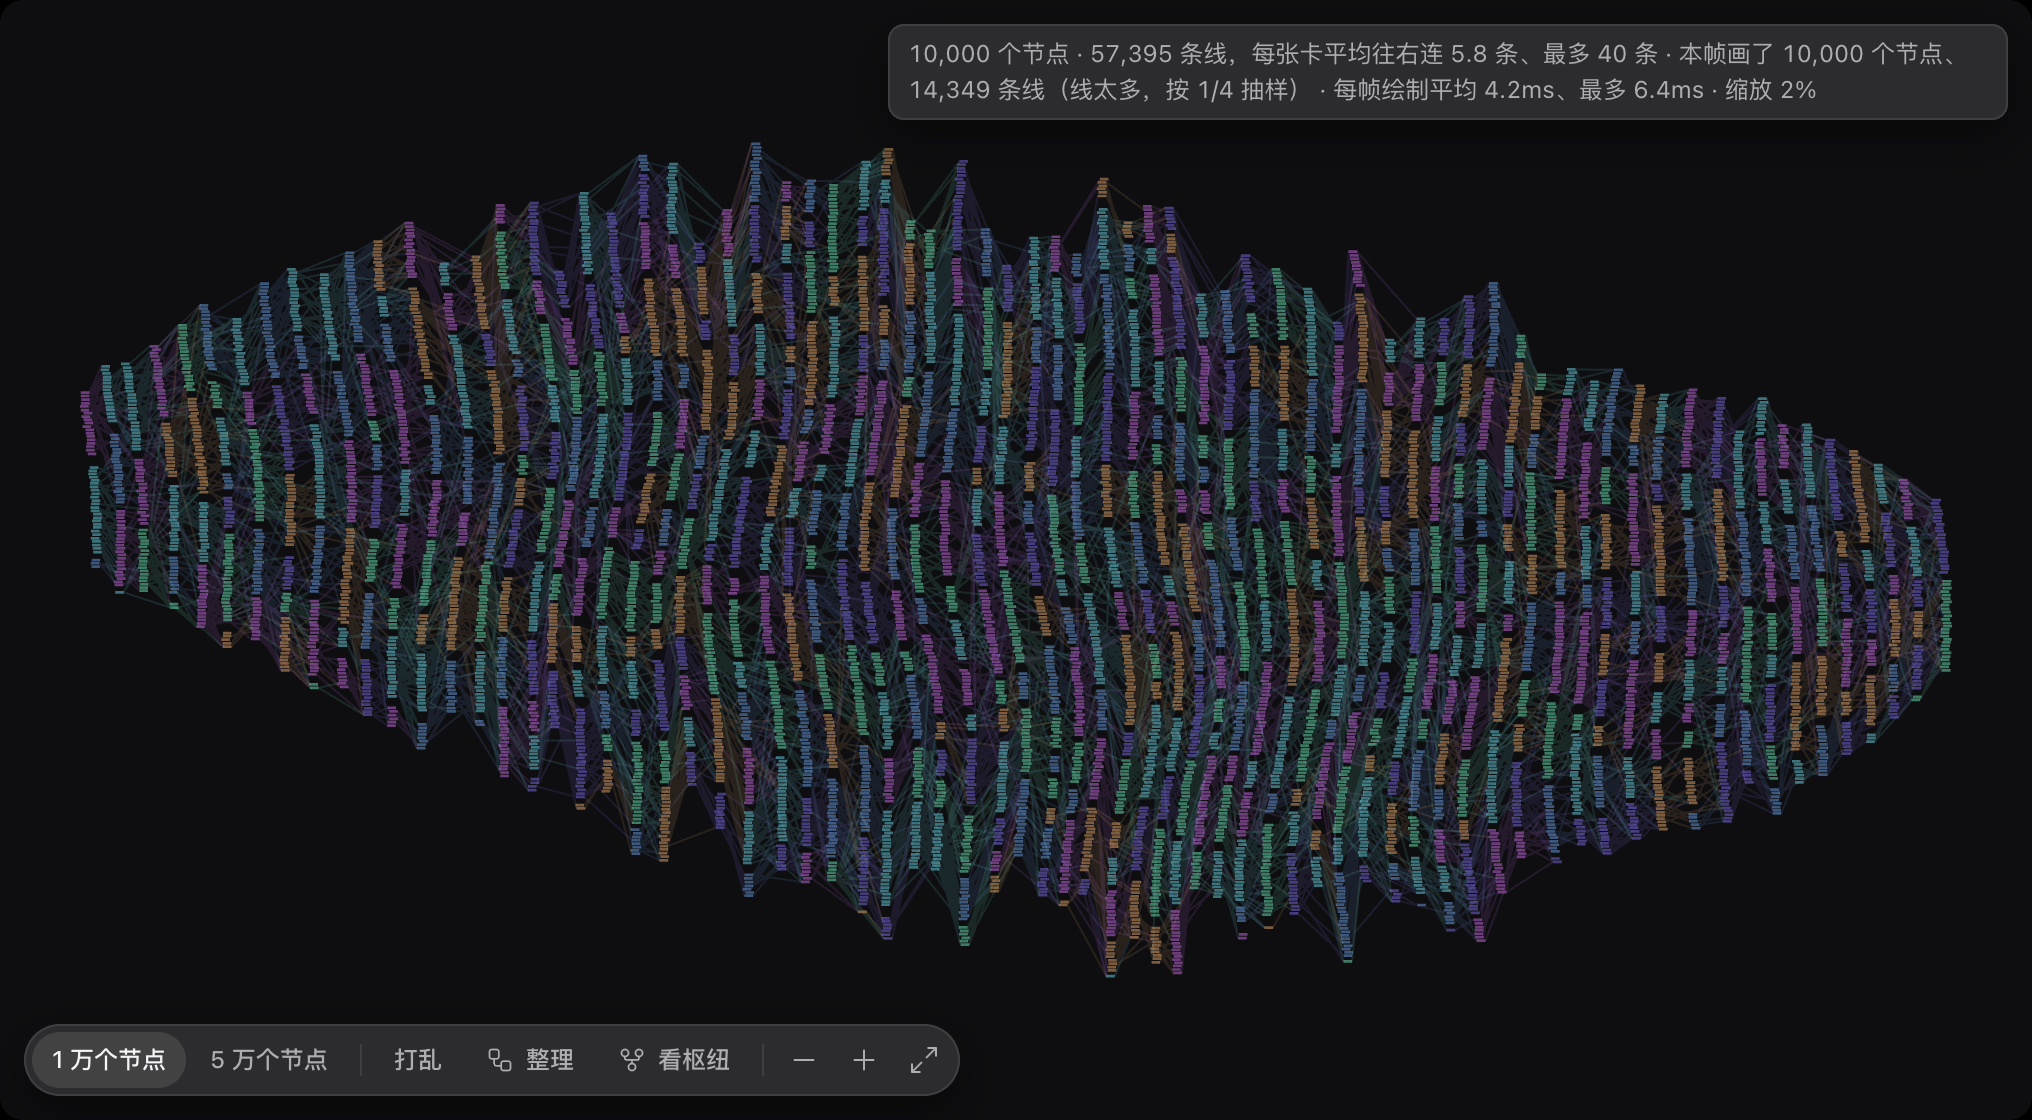 10,000 个节点 · 57,395 条线，每张卡平均往右连 5.8 条、最多 40 条 · 本帧画了 10,000 个节点、
14,349 条线（线太多，按 1/4 抽样） · 每帧绘制平均 4.2ms、最多 6.4ms · 缩放 2%
1 万个节点 5 万个节点 打乱 整理 看枢纽